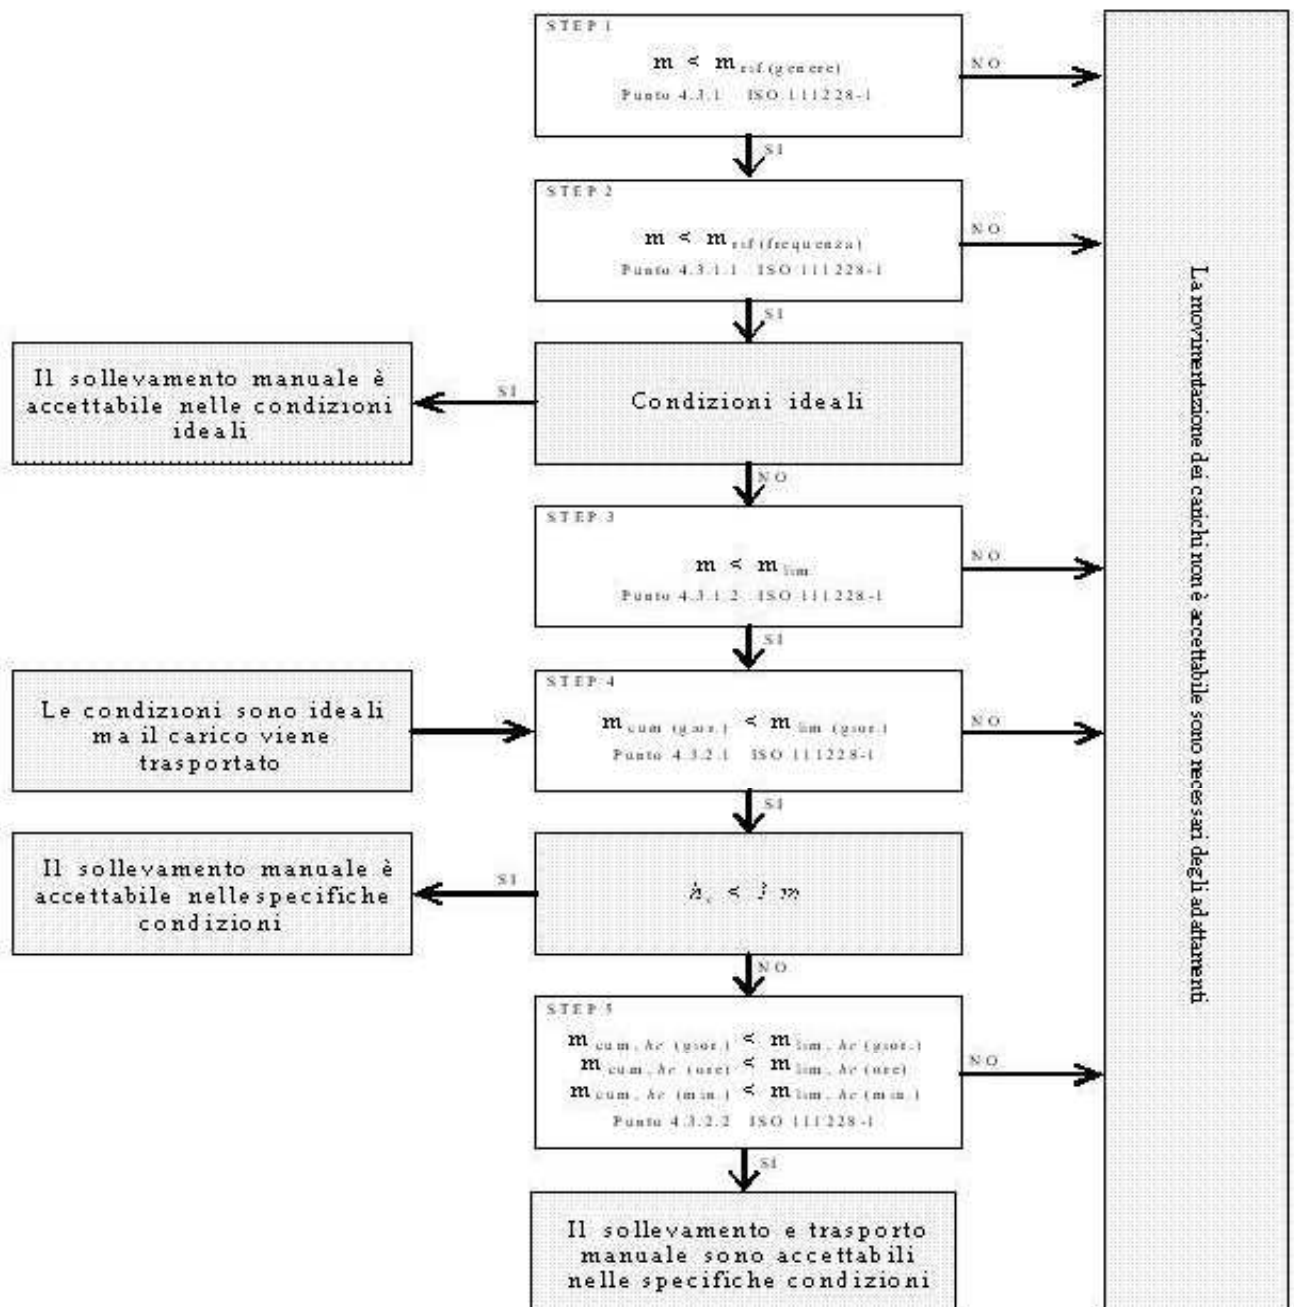 STEP 1
m < m rif (genere)
Punto 4.3.1 ISO 111228-1
NO
SI
STEP 2
m < m rif (frequenza)
Punto 4.3.1.1 ISO 111228-1
NO
SI
Il sollevamento manuale è
accettabile nelle condizioni
ideali
SI
Condizioni ideali
NO
STEP 3
m < m lim
Punto 4.3.1.2 ISO 111228-1
NO
SI
Le condizioni sono ideali
ma il carico viene
trasportato
STEP 4
m cum (gior.) < m lim (gior.)
Punto 4.3.2.1 ISO 111228-1
NO
SI
Il sollevamento manuale è
accettabile nelle specifiche
condizioni
SI
h c < 1 m
NO
STEP 5
m cum, hc (gior.) < m lim, hc (gior.)
m cum, hc (ore) < m lim, hc (ore)
m cum, hc (min.) < m lim, hc (min.)
Punto 4.3.2.2 ISO 111228-1
NO
SI
Il sollevamento e trasporto
manuale sono accettabili
nelle specifiche condizioni
La movimentazione dei carichi non è accettabile sono necessari degli adattamenti